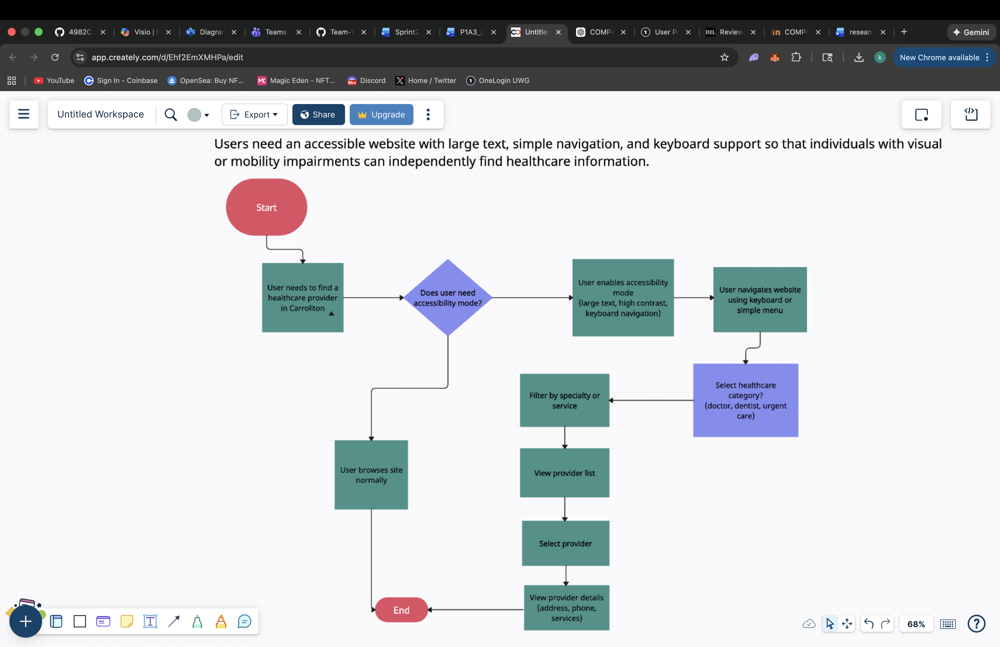 4982C
Visio |
Diagra
Teams
Team-
Sprint2
P1A3_
Untitle
COMP
User P
D2L
Review
COMP
resear
Gemini
app.creately.com/d/Ehf2EmXMHPa/edit
k
New Chrome available
YouTube
Sign In - Coinbase
OpenSea: Buy NF...
ME
Magic Eden - NFT...
8k+
Discord
Home / Twitter
OneLogin UWG
Untitled Workspace
Export
Share
Upgrade
Users need an accessible website with large text, simple navigation, and keyboard support so that individuals with visual
or mobility impairments can independently find healthcare information.
Start
User needs to find a
healthcare provider
in Carrollton
Does user need
accessibility mode?
User enables accessibility
mode
(large text, high contrast,
keyboard navigation)
User navigates website
using keyboard or
simple menu
Select healthcare
category?
(doctor, dentist, urgent
care)
Filter by specialty or
service
View provider list
User browses site
normally
Select provider
View provider details
(address, phone,
services)
End
68%